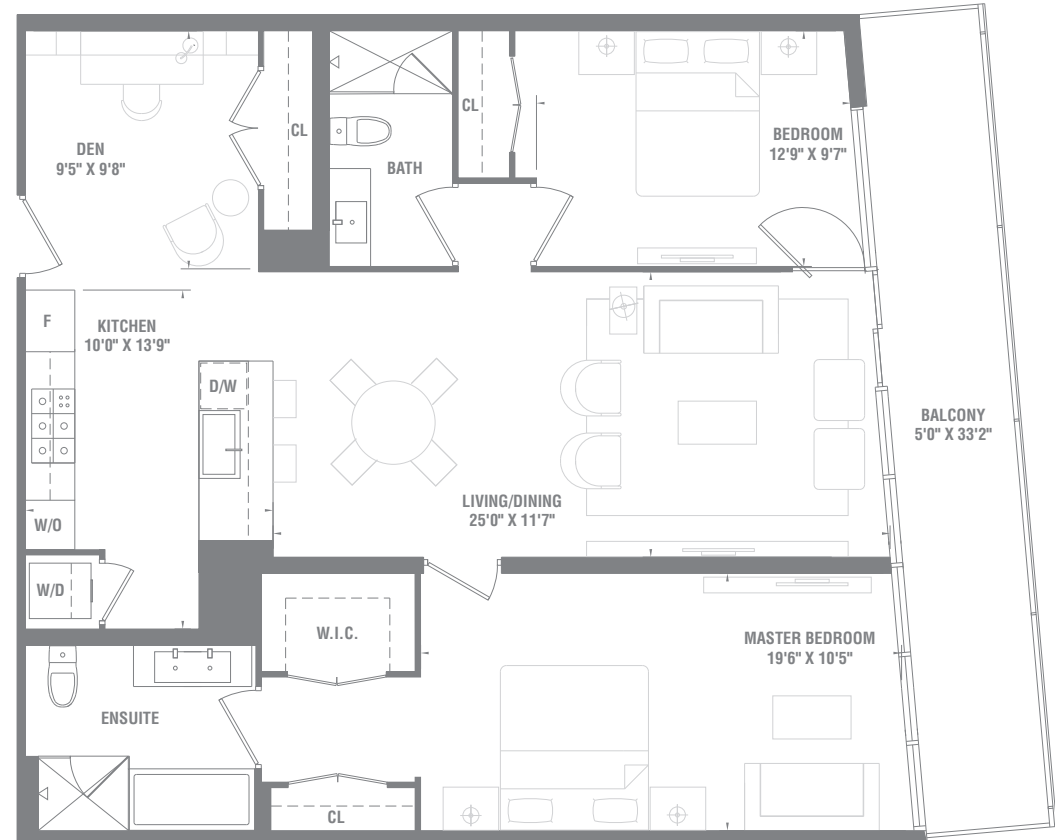 DEN
9'5" X 9'8"
CL
BATH
CL
BEDROOM
12'9" X 9'7"
F
KITCHEN
10'0" X 13'9"
D/W
BALCONY
5'0" X 33'2"
LIVING/DINING
25'0" X 11'7"
W/O
W/D
W.I.C.
MASTER BEDROOM
19'6" X 10'5"
ENSUITE
CL